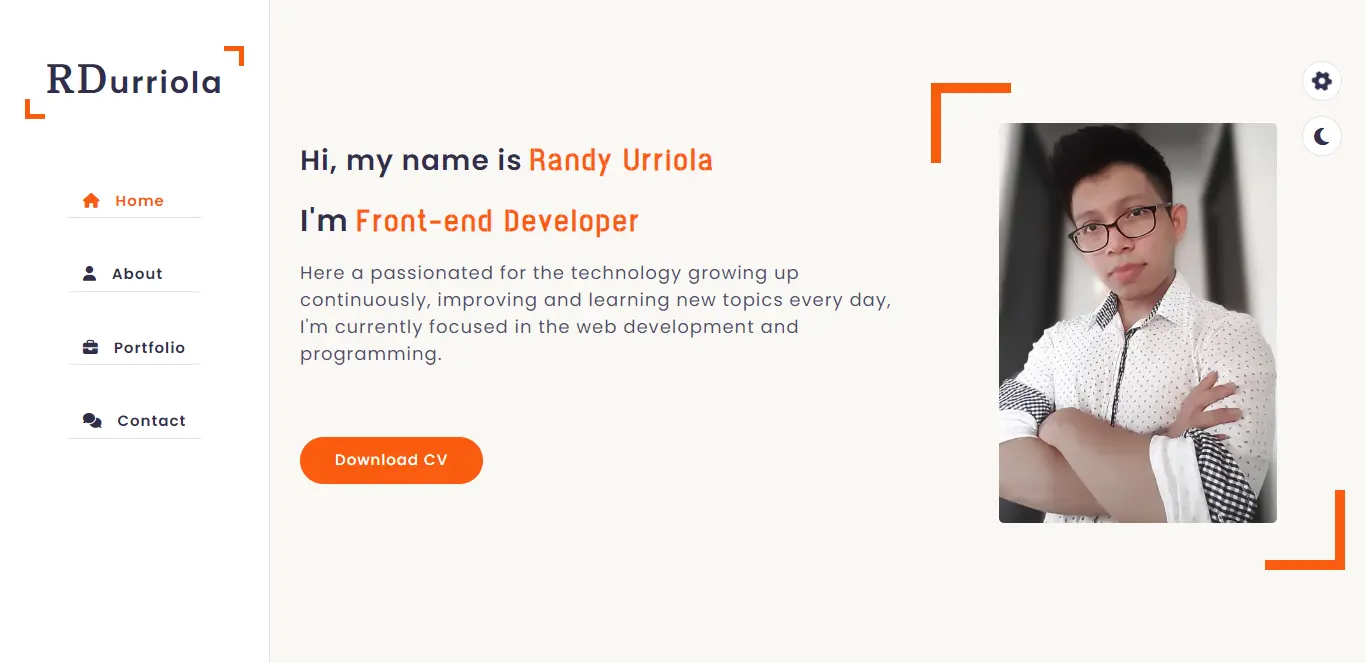 RDurriola
Home
About
Portfolio
Contact
Hi, my name is Randy Urriola
I'm Front-end Developer
Here a passionated for the technology growing up
continuously, improving and learning new topics every day,
I'm currently focused in the web development and
programming.
Download CV